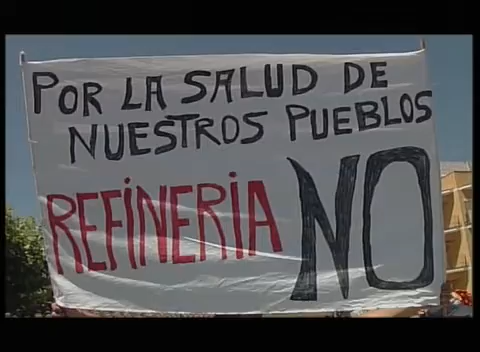 POR LA SALUD DE
NUESTROS PUEBLOS
REFINERIA NO